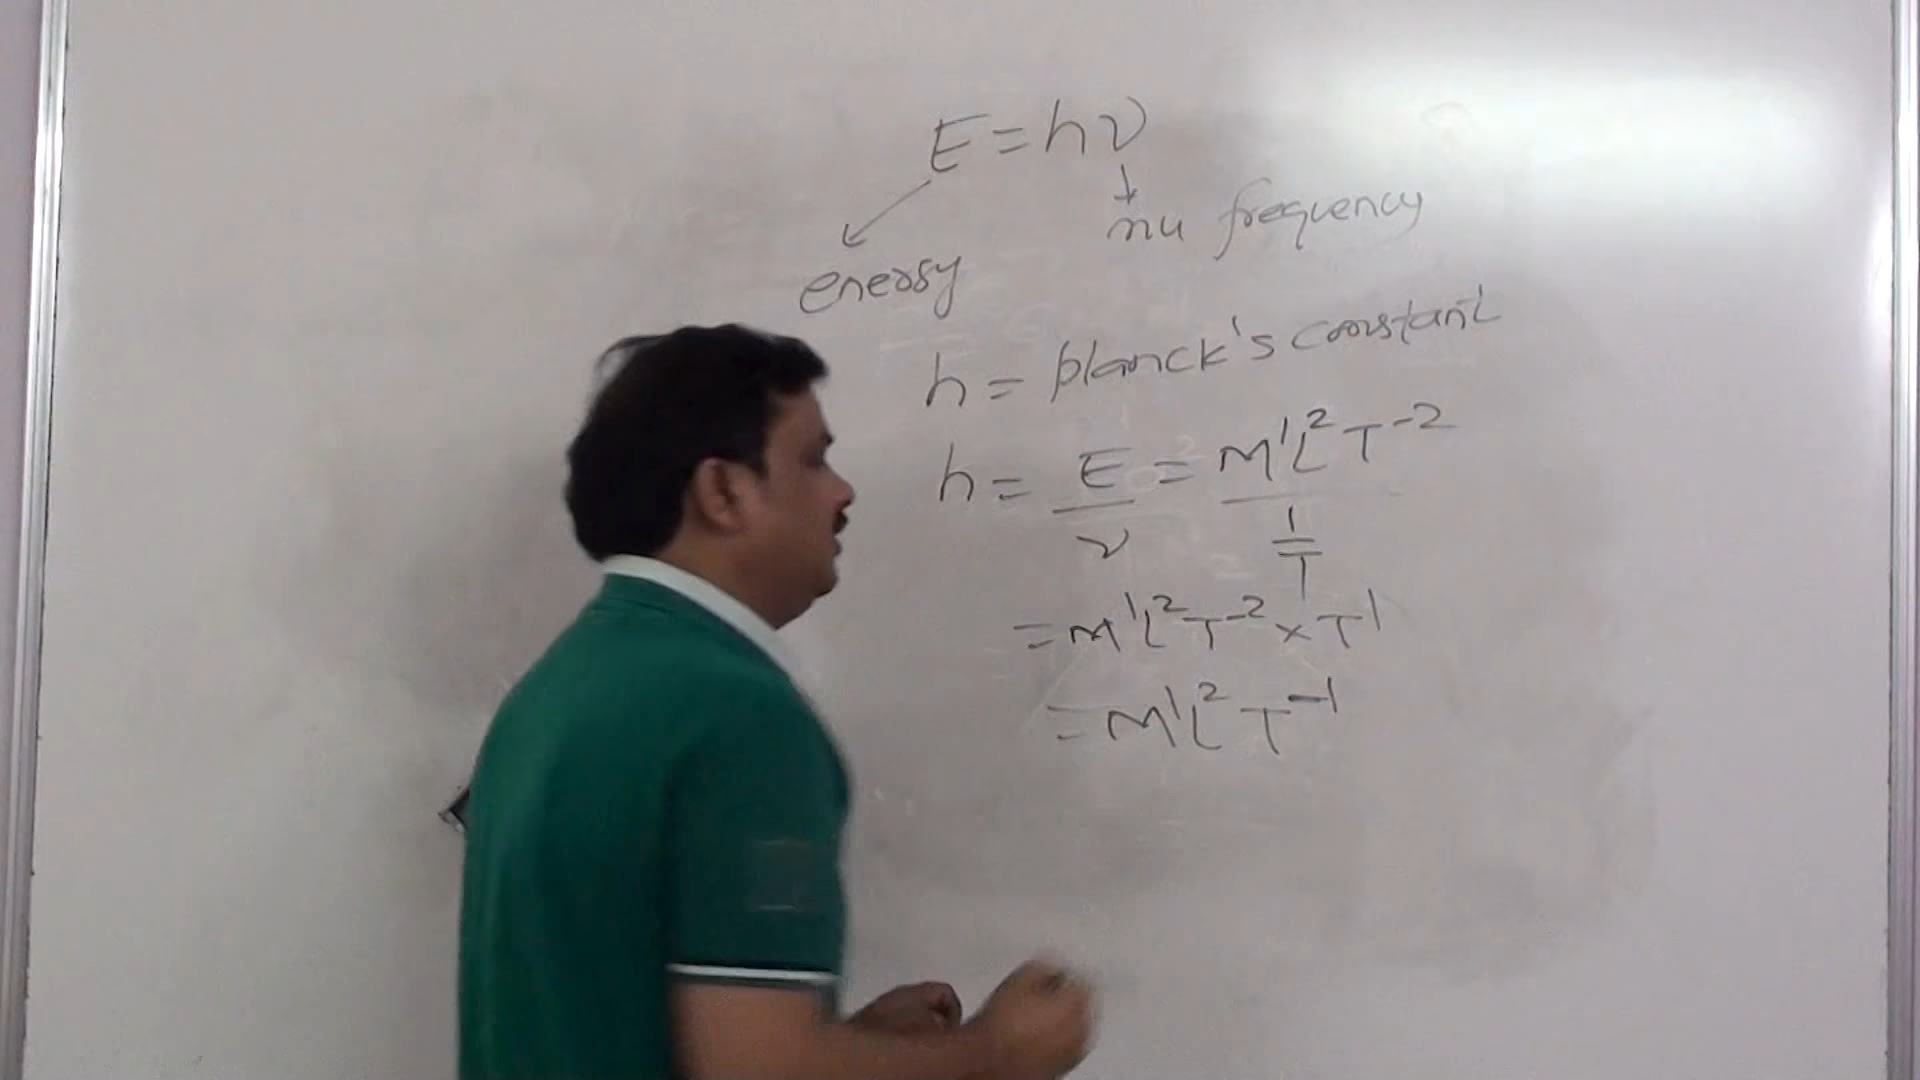 E = hν
nu frequency
energy
h = planck's constant
h = E/ν = M¹L²T⁻²/(1/T)
= M¹L²T⁻² × T¹
= M¹L²T⁻¹